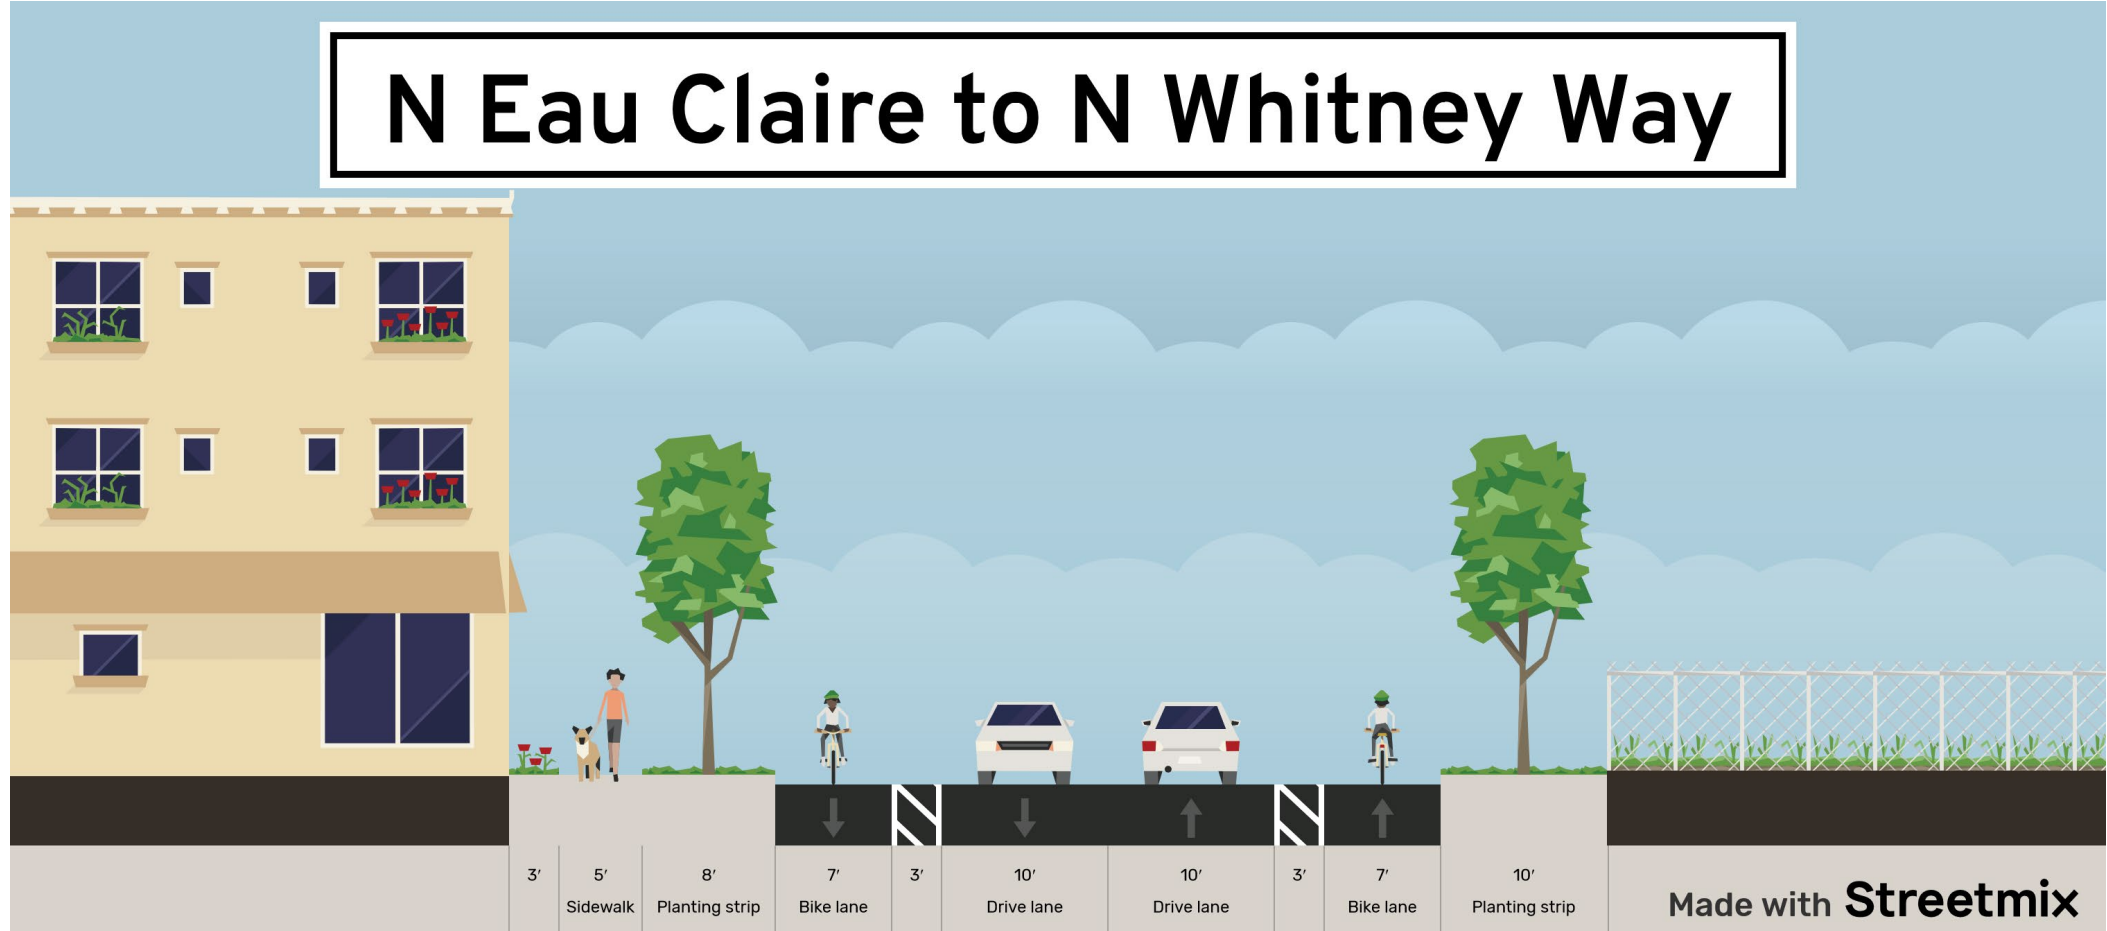 N Eau Claire to N Whitney Way
3′
5′
Sidewalk
8′
Planting strip
7′
Bike lane
3′
10′
Drive lane
10′
Drive lane
3′
7′
Bike lane
10′
Planting strip
Made with Streetmix